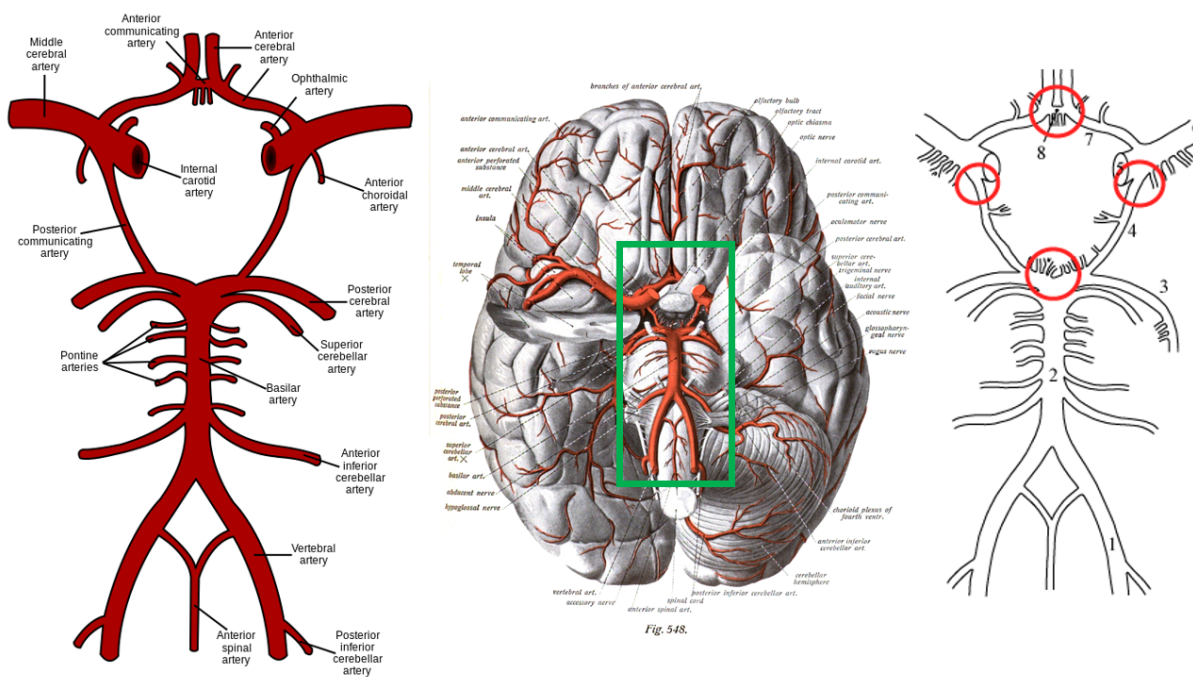 Anterior
communicating
artery
Anterior
cerebral
artery
Middle
cerebral
artery
Ophthalmic
artery
Internal
carotid
artery
Anterior
choroidal
artery
Posterior
communicating
artery
Posterior
cerebral
artery
Superior
cerebellar
artery
Pontine
arteries
Basilar
artery
Anterior
inferior
cerebellar
artery
Vertebral
artery
Anterior
spinal
artery
Posterior
inferior
cerebellar
artery
branches of anterior cerebral art.
olfactory bulb
olfactory tract
optic chiasma
optic nerve
anterior communicating art.
anterior cerebral art.
anterior perforated
substance
middle cerebral
art.
insula
temporal
lobe
X
internal carotid art.
posterior communi-
cating art.
oculomotor nerve
posterior cerebral art.
superior cere-
bellar art.
trigeminal nerve
internal
auditory art.
facial nerve
acoustic nerve
glossopharyn-
geal nerve
vagus nerve
posterior
perforated
substance
posterior
cerebral art.
superior
cerebellar
art. X
basilar art.
abducent nerve
hypoglossal nerve
chorioid plexus of
fourth ventr.
anterior inferior
cerebellar art.
cerebellar
hemisphere
posterior inferior cerebellar art.
vertebral art.
accessory nerve
spinal cord
anterior spinal art.
Fig. 548.
8
7
5
4
3
2
1